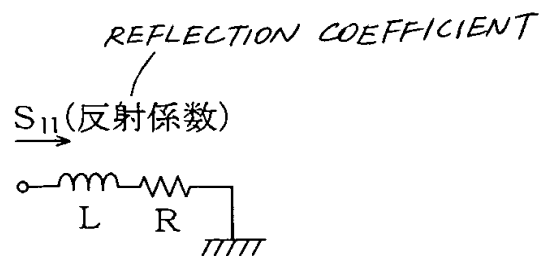 REFLECTION COEFFICIENT
S₁₁(反射係数)
L R